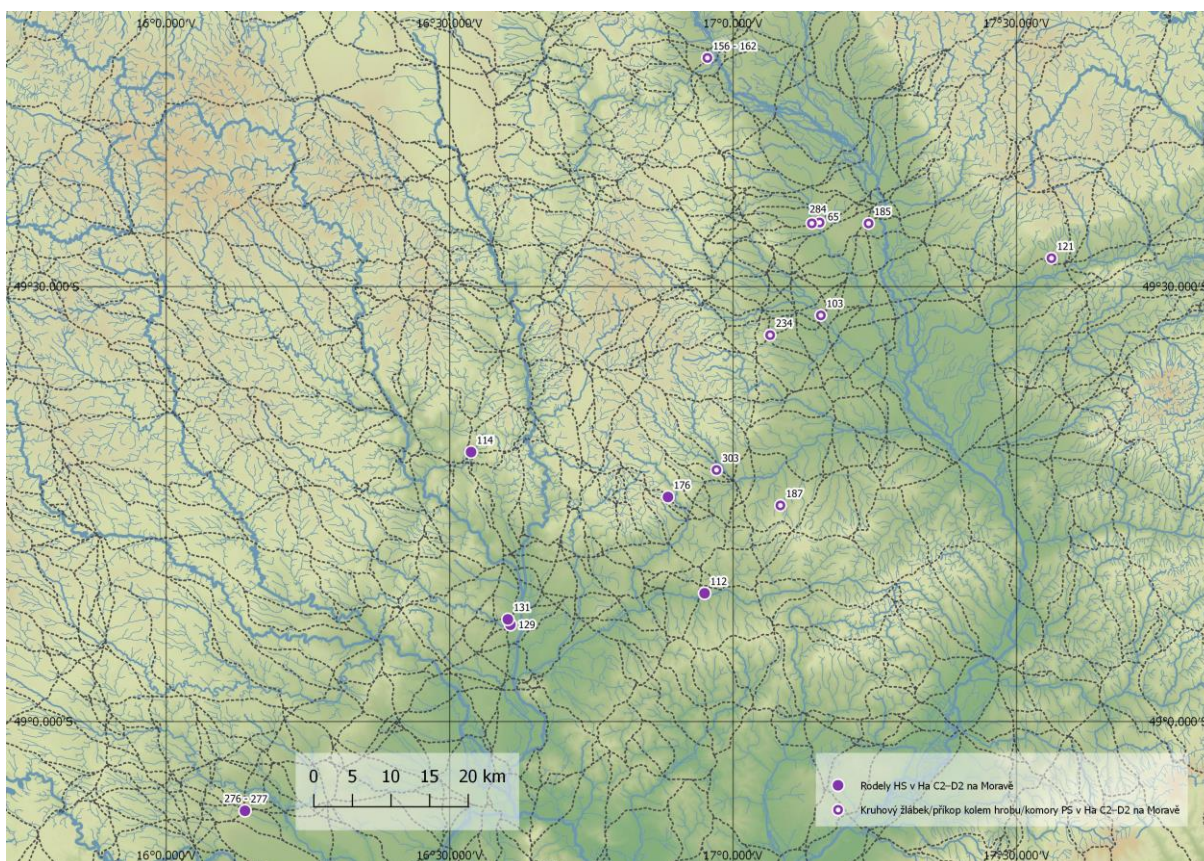 16°0.000'V 16°30.000'V 17°0.000'V 17°30.000'V
156 - 162
284 65 185
121
49°30.000'S 49°30.000'S
103
234
114
303
176
187
112
131
129
49°0.000'S 49°0.000'S
0 5 10 15 20 km
276 - 277
Rodely HS v Ha C2–D2 na Moravě
Kruhový žlábek/příkop kolem hrobu/komory PS v Ha C2–D2 na Moravě
16°0.000'V 16°30.000'V 17°0.000'V 17°30.000'V